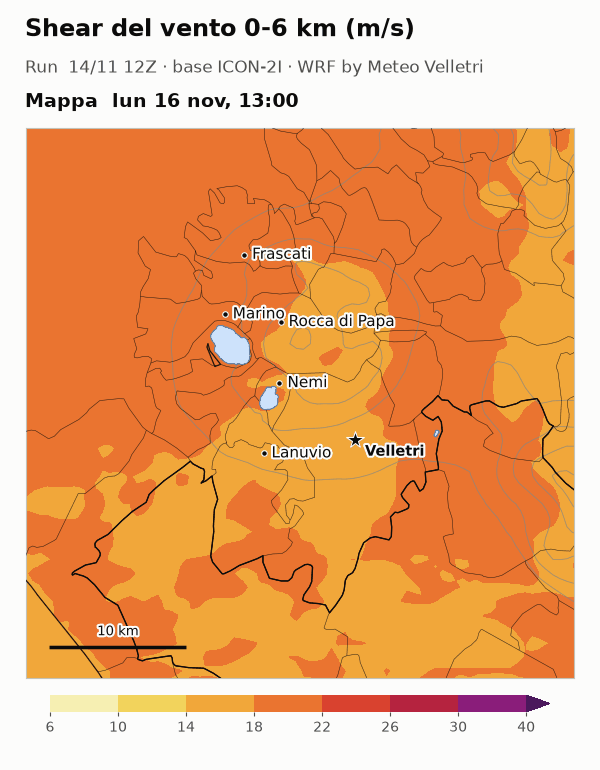 Shear del vento 0-6 km (m/s)
Run  14/11 12Z · base ICON-2I · WRF by Meteo Velletri
Mappa  lun 16 nov, 13:00
Frascati
Marino
Rocca di Papa
Nemi
Velletri
Lanuvio
10 km
6 10 14 18 22 26 30 40